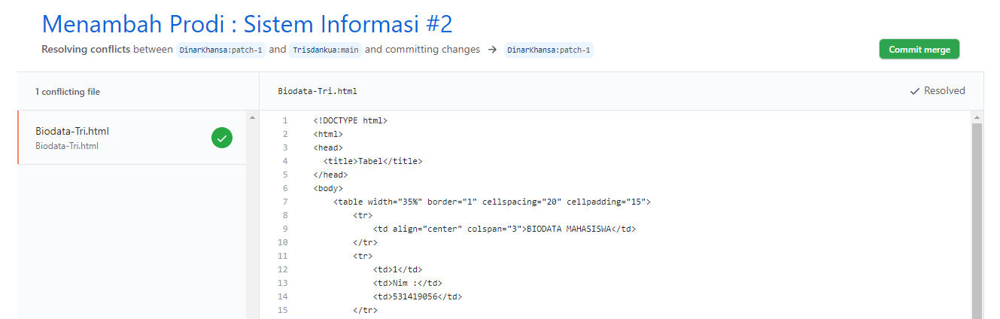 Menambah Prodi : Sistem Informasi #2
Resolving conflicts between DinarKhansa:patch-1 and Trisdankua:main and committing changes → DinarKhansa:patch-1
Commit merge
1 conflicting file
Biodata-Tri.html
Resolved
Biodata-Tri.html
Biodata-Tri.html
1 <!DOCTYPE html>
2 <html>
3 <head>
4 <title>Tabel</title>
5 </head>
6 <body>
7 <table width="35%" border="1" cellspacing="20" cellpadding="15">
8 <tr>
9 <td align="center" colspan="3">BIODATA MAHASISWA</td>
10 </tr>
11 <tr>
12 <td>1</td>
13 <td>Nim :</td>
14 <td>531419056</td>
15 </tr>